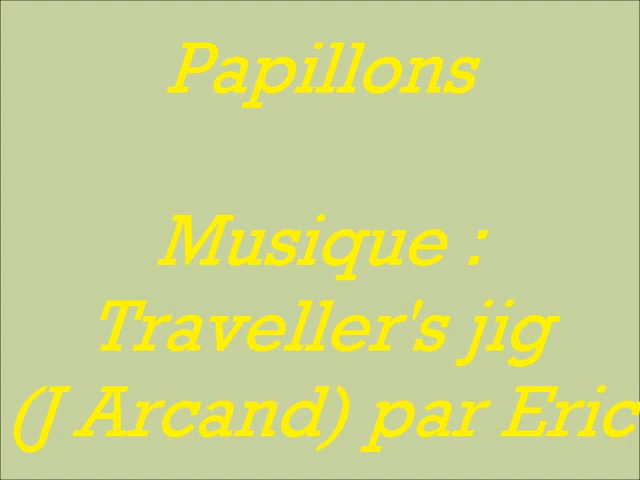 Papillons
Musique :
Traveller's jig
(J Arcand) par Eric